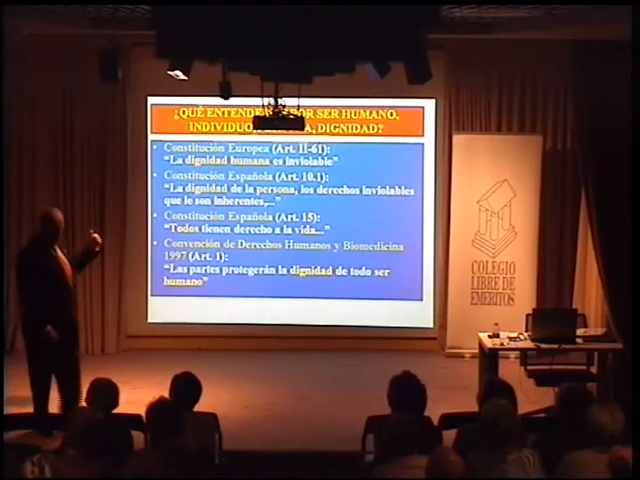 ¿QUÉ ENTENDE POR SER HUMANO,
INDIVIDUO, DIGNIDAD?
• Constitución Europea (Art. II-61):
"La dignidad humana es inviolable"
• Constitución Española (Art. 10.1):
"La dignidad de la persona, los derechos inviolables
que le son inherentes,..."
• Constitución Española (Art. 15):
"Todos tienen derecho a la vida..."
• Convención de Derechos Humanos y Biomedicina
1997 (Art. 1):
"Las partes protegerán la dignidad de todo ser
humano"
COLEGIO
LIBRE DE
EMÉRITOS